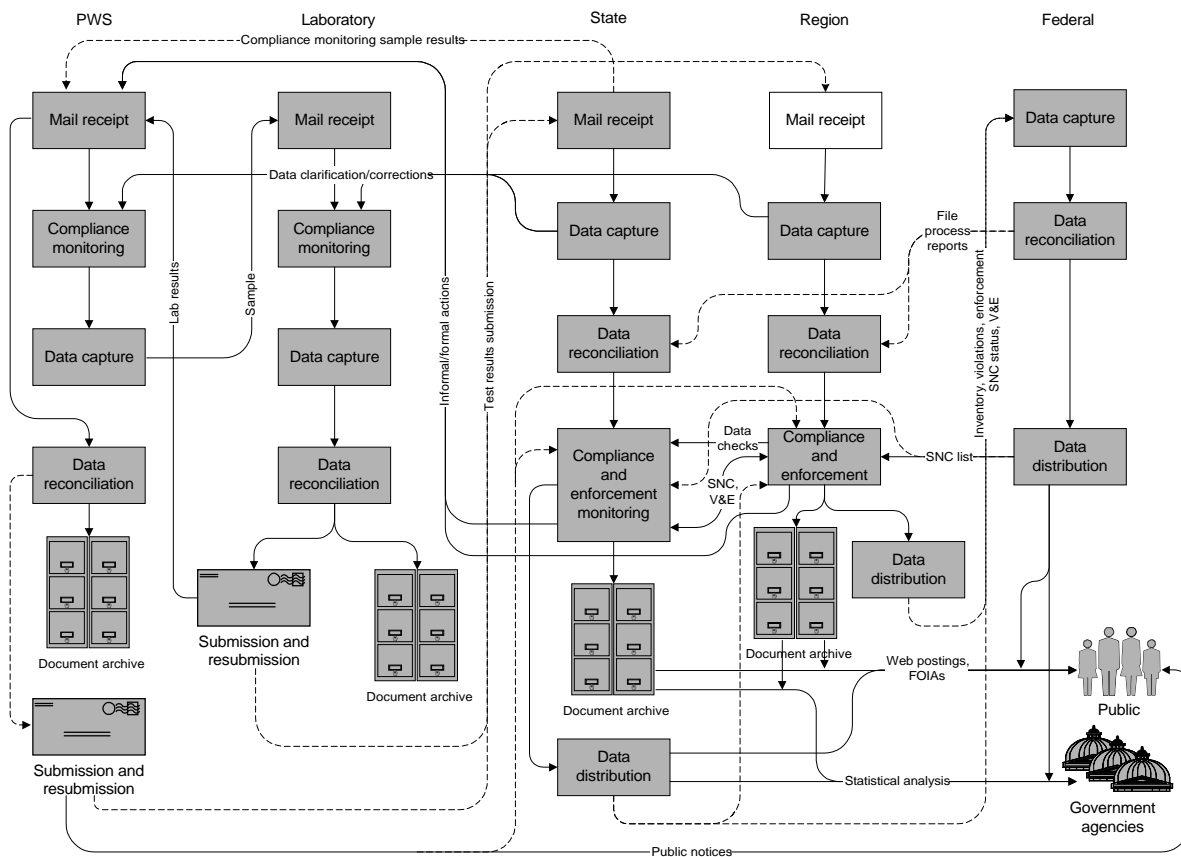 PWS
Laboratory
State
Region
Federal
Compliance monitoring sample results
Mail receipt
Mail receipt
Mail receipt
Mail receipt
Data capture
Data clarification/corrections
Compliance
monitoring
Compliance
monitoring
Data capture
Data capture
File
process
reports
Data
reconciliation
Lab results
Sample
Informal/formal actions
Test results submission
Inventory, violations, enforcement
SNC status, V&E
Data capture
Data capture
Data
reconciliation
Data
reconciliation
Data
reconciliation
Data
reconciliation
Compliance
and
enforcement
monitoring
Data
checks
SNC,
V&E
Compliance
and
enforcement
SNC list
Data
distribution
Data
distribution
Submission and
resubmission
Document archive
Document archive
Document archive
Document archive
Web postings,
FOIAs
Public
Submission and
resubmission
Data
distribution
Statistical analysis
Government
agencies
Public notices